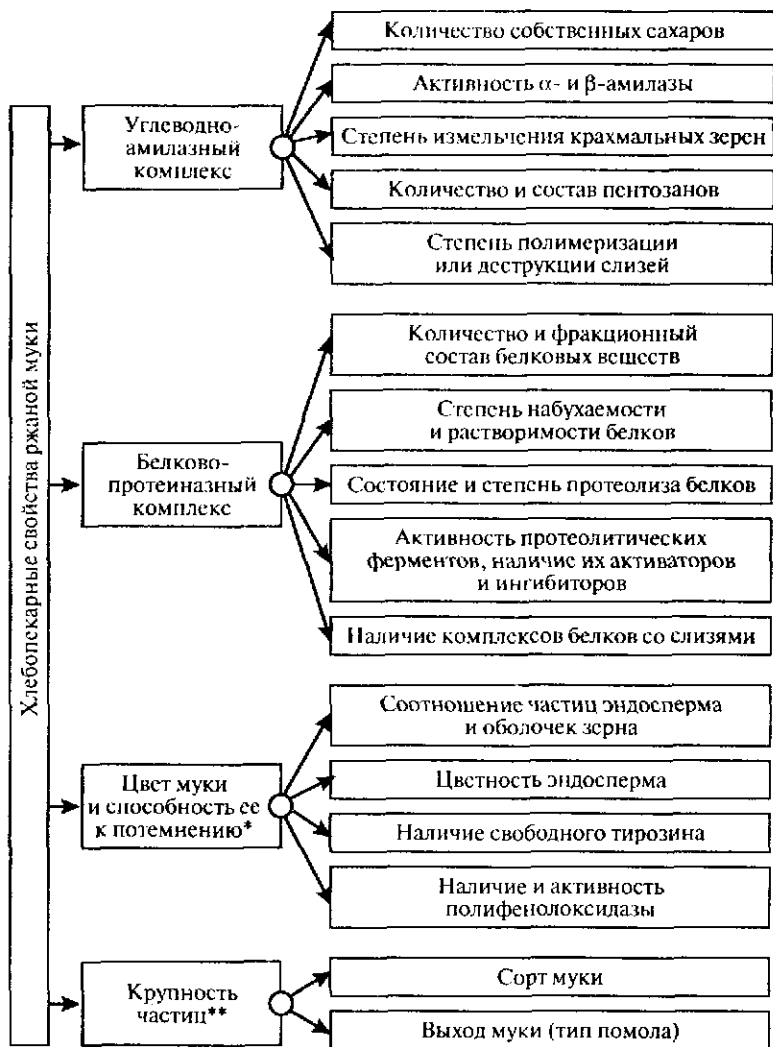 Хлебопекарные свойства ржаной муки
Углеводно-
амилазный
комплекс
Количество собственных сахаров
Активность α- и β-амилазы
Степень измельчения крахмальных зерен
Количество и состав пентозанов
Степень полимеризации
или деструкции слизей
Белково-
протеиназный
комплекс
Количество и фракционный
состав белковых веществ
Степень набухаемости
и растворимости белков
Состояние и степень протеолиза белков
Активность протеолитических
ферментов, наличие их активаторов
и ингибиторов
Наличие комплексов белков со слизями
Цвет муки
и способность ее
к потемнению*
Соотношение частиц эндосперма
и оболочек зерна
Цветность эндосперма
Наличие свободного тирозина
Наличие и активность
полифенолоксидазы
Крупность
частиц**
Сорт муки
Выход муки (тип помола)